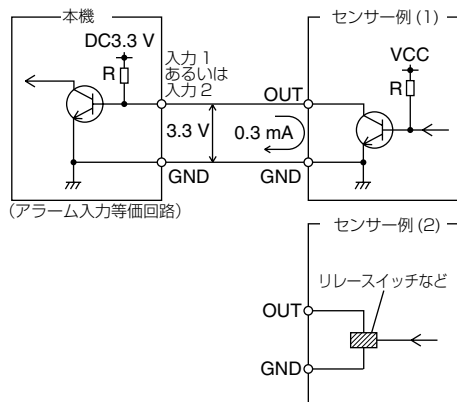 本機
DC3.3 V
R
入力 1
あるいは
入力 2
3.3 V
GND
(アラーム入力等価回路)
センサー例 (1)
VCC
R
OUT
0.3 mA
GND
センサー例 (2)
リレースイッチなど
OUT
GND